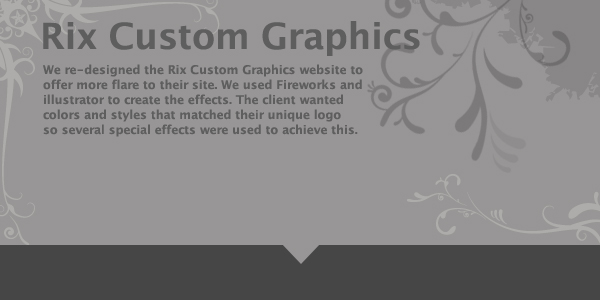 Rix Custom Graphics
We re-designed the Rix Custom Graphics website to
offer more flare to their site. We used Fireworks and
illustrator to create the effects. The client wanted
colors and styles that matched their unique logo
so several special effects were used to achieve this.